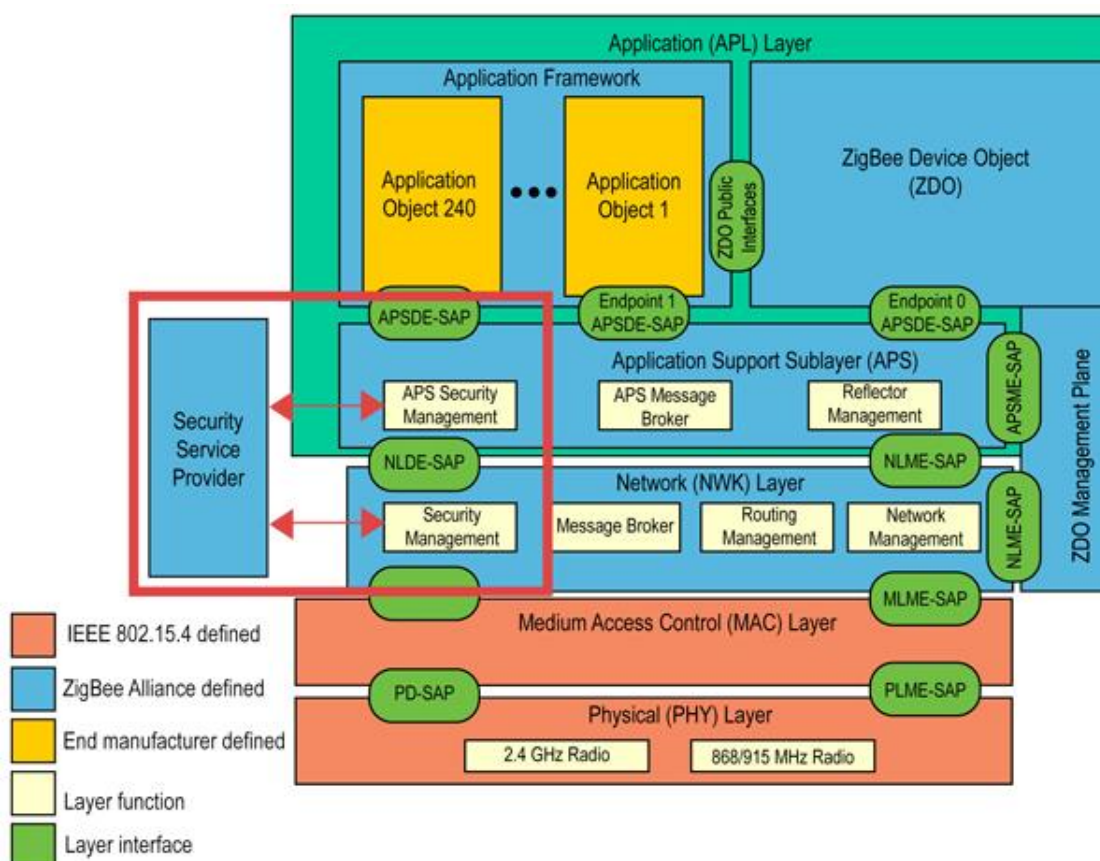 Application (APL) Layer
Application Framework
Application
Object 240
Application
Object 1
ZDO Public
Interfaces
ZigBee Device Object
(ZDO)
APSDE-SAP
Endpoint 1
APSDE-SAP
Endpoint 0
APSDE-SAP
Security
Service
Provider
Application Support Sublayer (APS)
APS Security
Management
APS Message
Broker
Reflector
Management
APSME-SAP
ZDO Management Plane
NLDE-SAP
NLME-SAP
Network (NWK) Layer
Security
Management
Message Broker
Routing
Management
Network
Management
NLME-SAP
MLME-SAP
Medium Access Control (MAC) Layer
PD-SAP
PLME-SAP
Physical (PHY) Layer
2.4 GHz Radio
868/915 MHz Radio
IEEE 802.15.4 defined
ZigBee Alliance defined
End manufacturer defined
Layer function
Layer interface